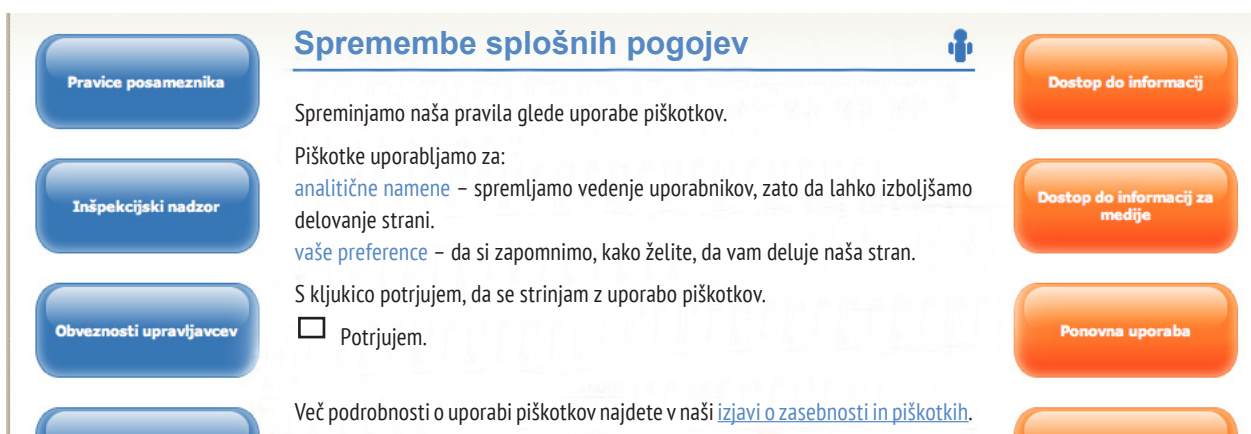 Pravice posameznika
Inšpekcijski nadzor
Obveznosti upravljavcev
Spremembe splošnih pogojev
Spreminjamo naša pravila glede uporabe piškotkov.
Piškotke uporabljamo za:
analitične namene – spremljamo vedenje uporabnikov, zato da lahko izboljšamo
delovanje strani.
vaše preference – da si zapomnimo, kako želite, da vam deluje naša stran.
S kljukico potrjujem, da se strinjam z uporabo piškotkov.
Potrjujem.
Več podrobnosti o uporabi piškotkov najdete v naši izjavi o zasebnosti in piškotkih.
Dostop do informacij
Dostop do informacij za
medije
Ponovna uporaba